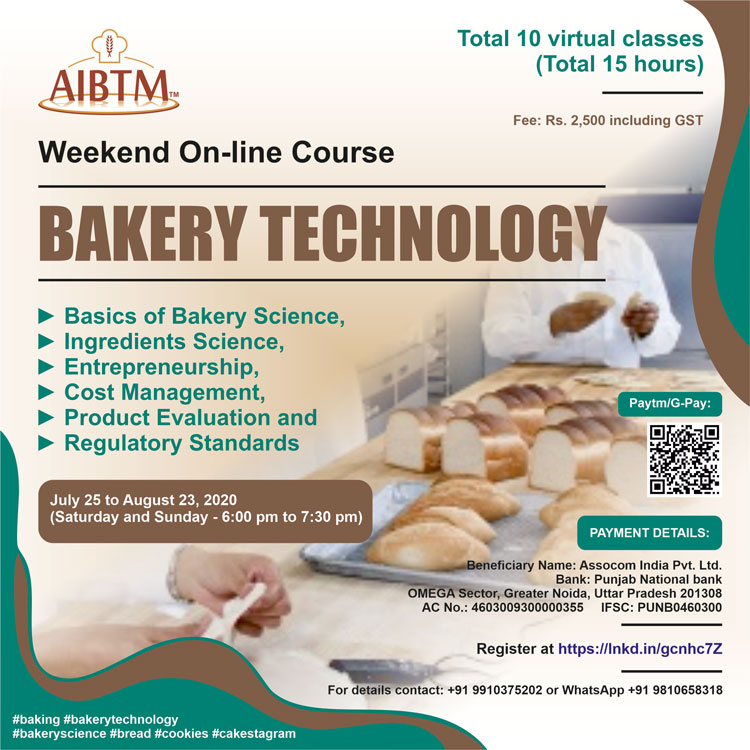 AIBTM TM
Total 10 virtual classes
(Total 15 hours)
Fee: Rs. 2,500 including GST
Weekend On-line Course
BAKERY TECHNOLOGY
► Basics of Bakery Science,
► Ingredients Science,
► Entrepreneurship,
► Cost Management,
► Product Evaluation and
► Regulatory Standards
July 25 to August 23, 2020
(Saturday and Sunday - 6:00 pm to 7:30 pm)
Paytm/G-Pay:
PAYMENT DETAILS:
Beneficiary Name: Assocom India Pvt. Ltd.
Bank: Punjab National bank
OMEGA Sector, Greater Noida, Uttar Pradesh 201308
AC No.: 4603009300000355 IFSC: PUNB0460300
Register at https://lnkd.in/gcnhc7Z
For details contact: +91 9910375202 or WhatsApp +91 9810658318
#baking #bakerytechnology
#bakeryscience #bread #cookies #cakestagram